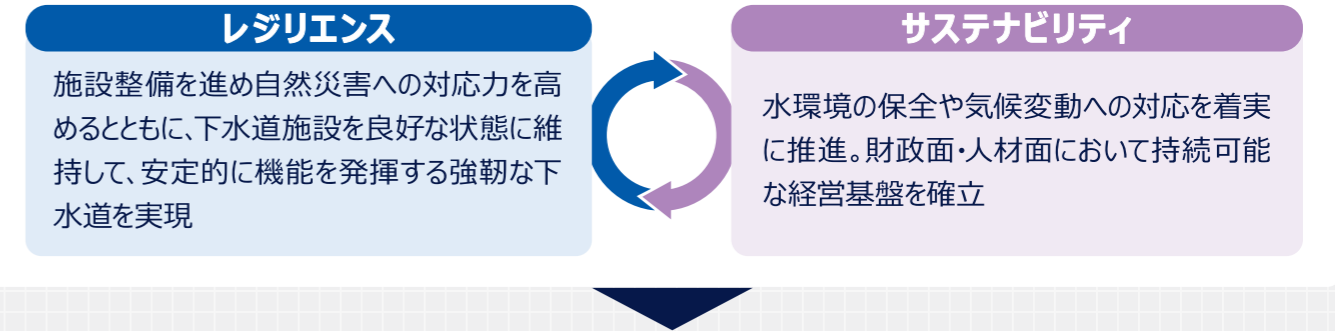 レジリエンス
施設整備を進め自然災害への対応力を高
めるとともに、下水道施設を良好な状態に維
持して、安定的に機能を発揮する強靭な下
水道を実現
サステナビリティ
水環境の保全や気候変動への対応を着実
に推進。財政面・人材面において持続可能
な経営基盤を確立